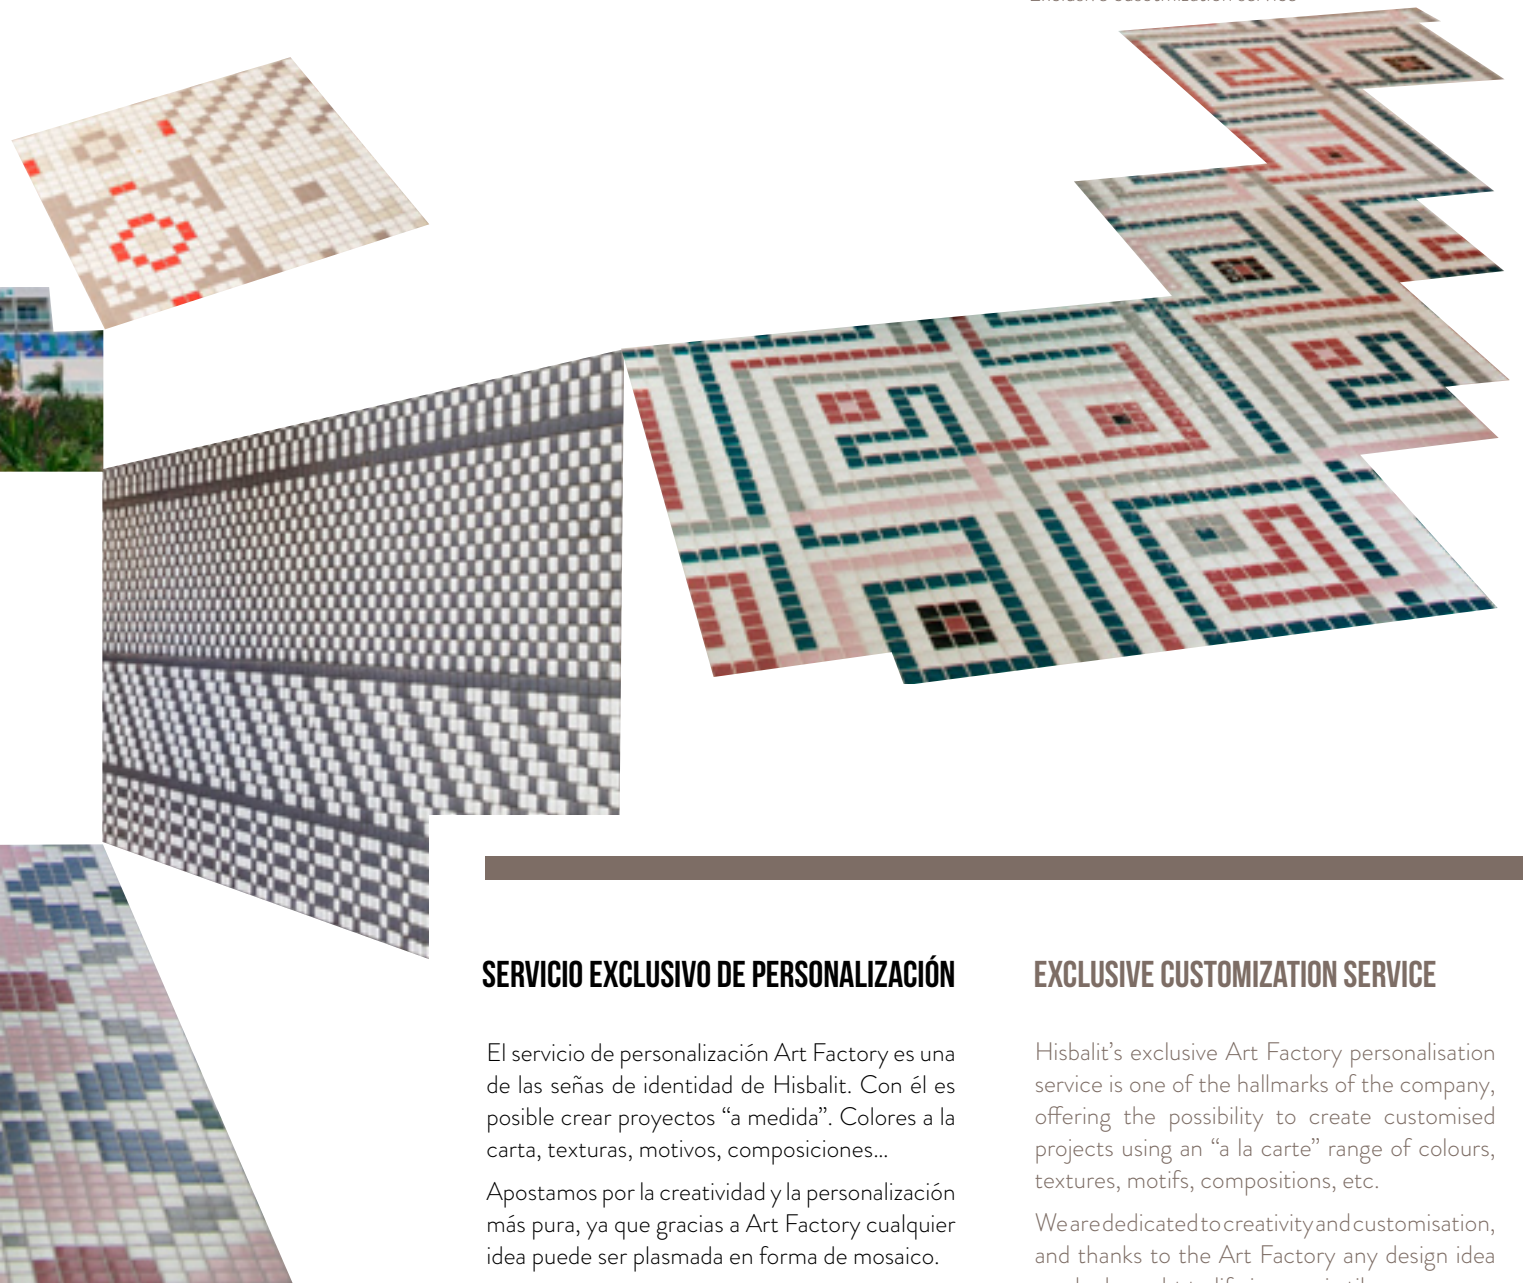 SERVICIO EXCLUSIVO DE PERSONALIZACIÓN
El servicio de personalización Art Factory es una
de las señas de identidad de Hisbalit. Con él es
posible crear proyectos “a medida”. Colores a la
carta, texturas, motivos, composiciones...
Apostamos por la creatividad y la personalización
más pura, ya que gracias a Art Factory cualquier
idea puede ser plasmada en forma de mosaico.
EXCLUSIVE CUSTOMIZATION SERVICE
Hisbalit’s exclusive Art Factory personalisation
service is one of the hallmarks of the company,
offering the possibility to create customised
projects using an “a la carte” range of colours,
textures, motifs, compositions, etc.
We are dedicated to creativity and customisation,
and thanks to the Art Factory any design idea